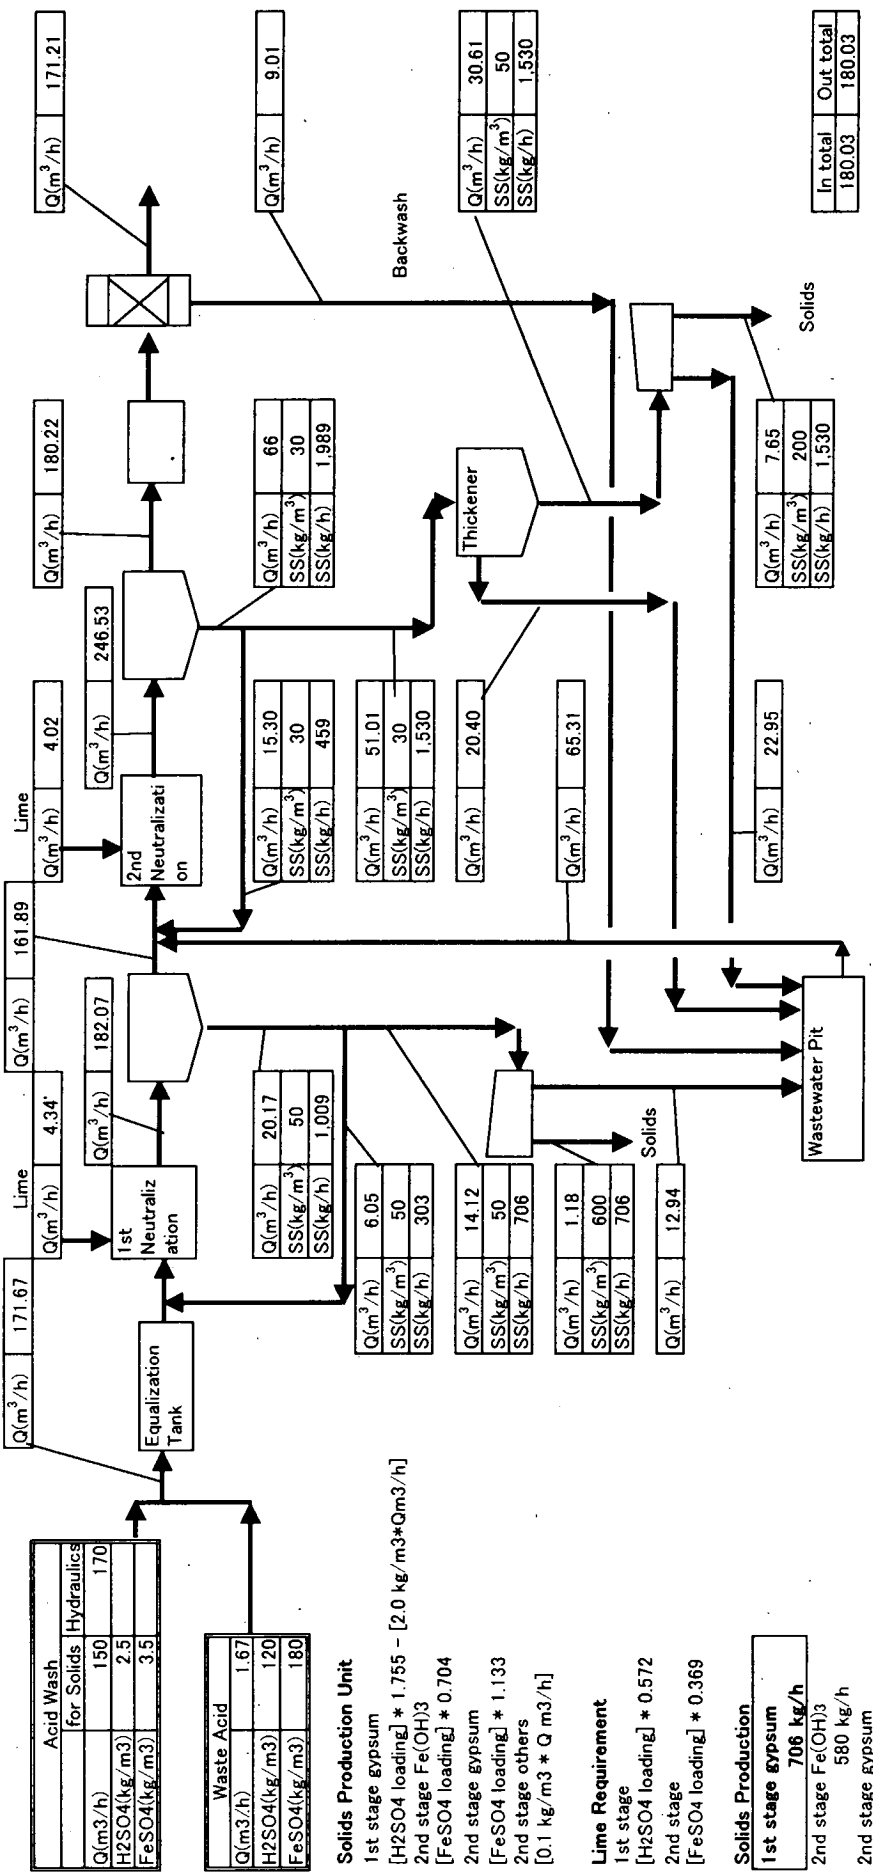 Q(m³/h) 171.21
Q(m³/h) 9.01
Q(m³/h) 30.61
SS(kg/m³) 50
SS(kg/h) 1,530
In total Out total
180.03 180.03
Backwash
Solids
Q(m³/h) 180.22
Q(m³/h) 66
SS(kg/m³) 30
SS(kg/h) 1,989
Thickener
Q(m³/h) 7.65
SS(kg/m³) 200
SS(kg/h) 1,530
Lime
Q(m³/h) 4.02
Q(m³/h) 246.53
2nd
Neutralizati
on
Q(m³/h) 15.30
SS(kg/m³) 30
SS(kg/h) 459
Q(m³/h) 51.01
SS(kg/m³) 30
SS(kg/h) 1,530
Q(m³/h) 20.40
Q(m³/h) 65.31
Q(m³/h) 22.95
Q(m³/h) 161.89
Q(m³/h) 182.07
Lime
Q(m³/h) 4.34
1st
Neutraliz
ation
Q(m³/h) 20.17
SS(kg/m³) 50
SS(kg/h) 1,009
Q(m³/h) 6.05
SS(kg/m³) 50
SS(kg/h) 303
Q(m³/h) 14.12
SS(kg/m³) 50
SS(kg/h) 706
Q(m³/h) 1.18
SS(kg/m³) 600
SS(kg/h) 706
Q(m³/h) 12.94
Solids
Wastewater Pit
Q(m³/h) 171.67
Equalization
Tank
Acid Wash
for Solids Hydraulics
Q(m3/h) 150 170
H2SO4(kg/m3) 2.5
FeSO4(kg/m3) 3.5
Waste Acid
Q(m3/h) 1.67
H2SO4(kg/m3) 120
FeSO4(kg/m3) 180
Solids Production Unit
1st stage gypsum
[H2SO4 loading] * 1.755 - [2.0 kg/m3*Qm3/h]
2nd stage Fe(OH)3
[FeSO4 loading] * 0.704
2nd stage gypsum
[FeSO4 loading] * 1.133
2nd stage others
[0.1 kg/m3 * Q m3/h]
Lime Requirement
1st stage
[H2SO4 loading] * 0.572
2nd stage
[FeSO4 loading] * 0.369
Solids Production
1st stage gypsum
706 kg/h
2nd stage Fe(OH)3
580 kg/h
2nd stage gypsum